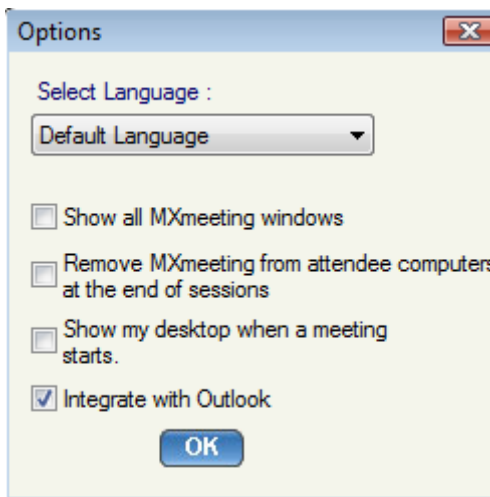 Options
Select Language :
Default Language
Show all MXmeeting windows
Remove MXmeeting from attendee computers
at the end of sessions
Show my desktop when a meeting
starts.
Integrate with Outlook
OK